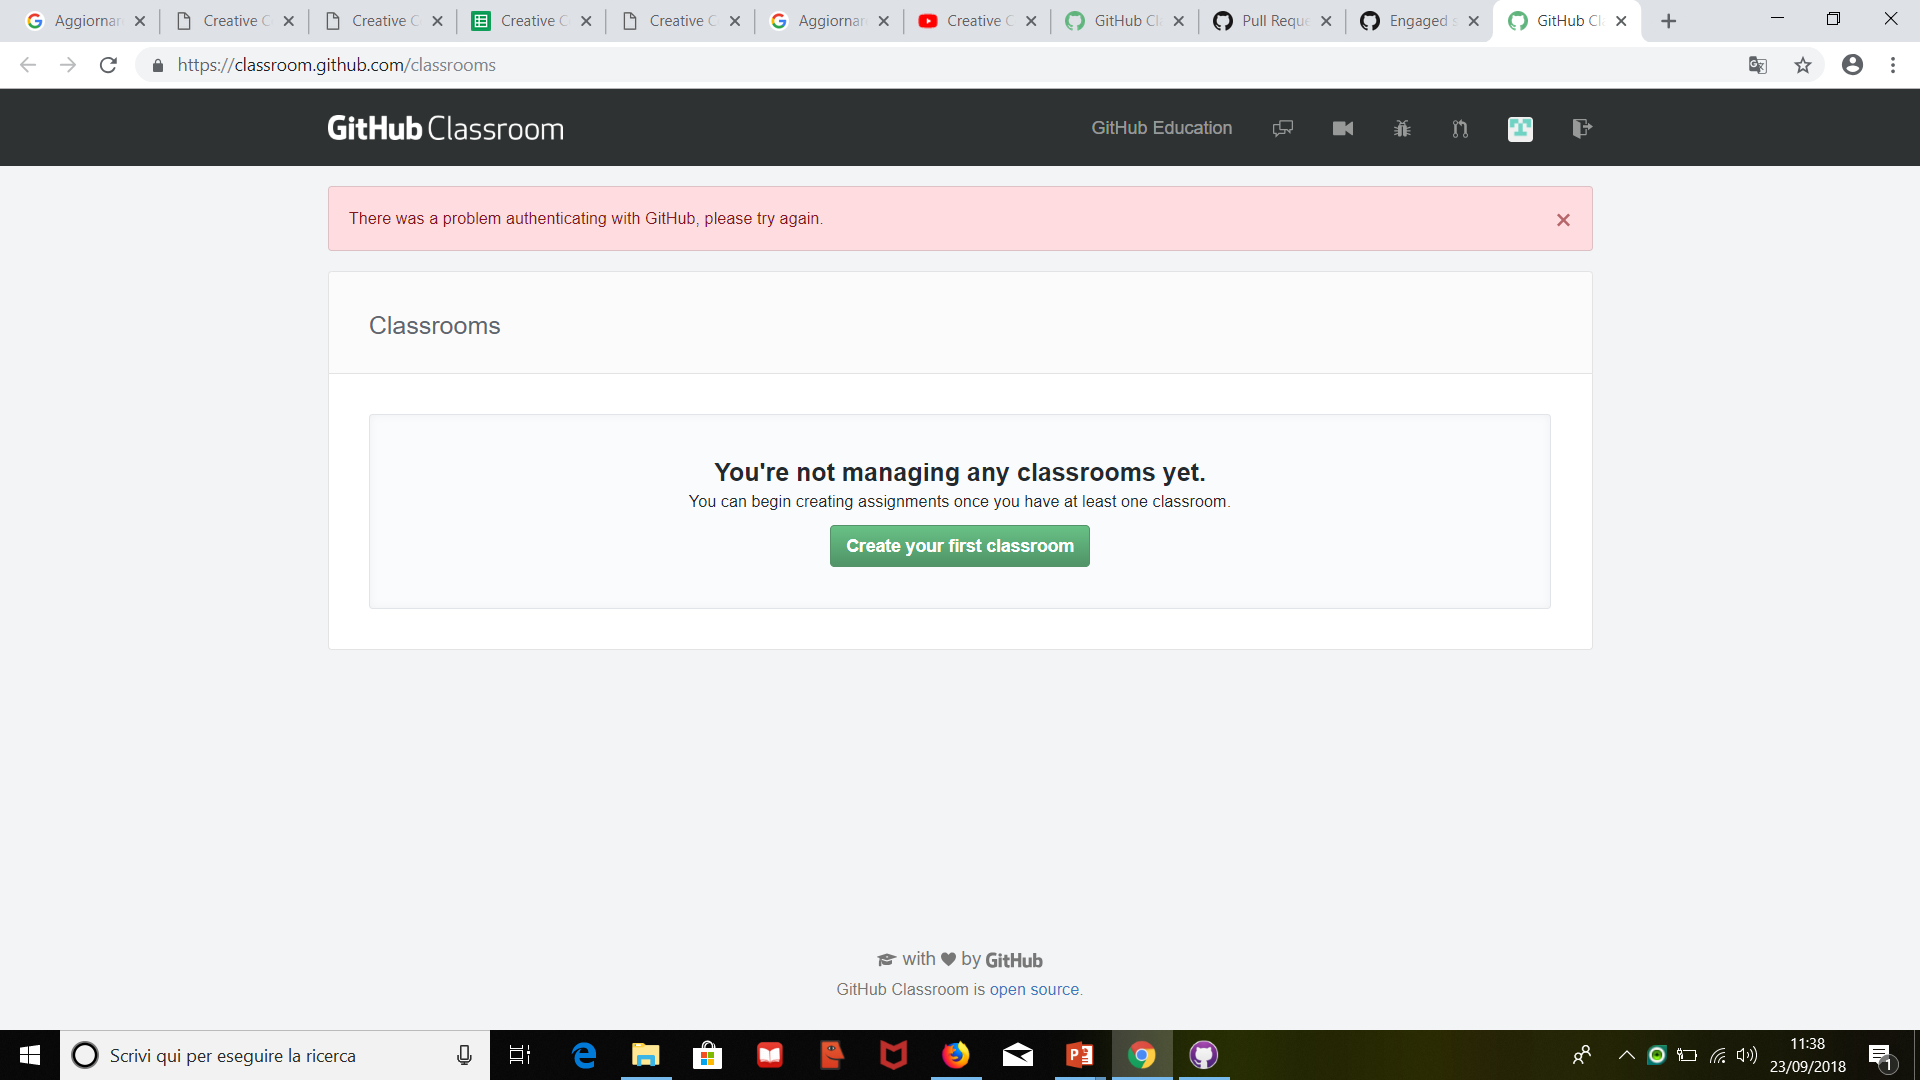 Aggiornar
Creative C
Creative C
Creative C
Creative C
Aggiornar
Creative C
GitHub Cl
Pull Reque
Engaged s
GitHub Cl
https://classroom.github.com/classrooms
GitHub Classroom
GitHub Education
There was a problem authenticating with GitHub, please try again.
Classrooms
You're not managing any classrooms yet.
You can begin creating assignments once you have at least one classroom.
Create your first classroom
with by GitHub
GitHub Classroom is open source.
Scrivi qui per eseguire la ricerca
11:38
23/09/2018
1